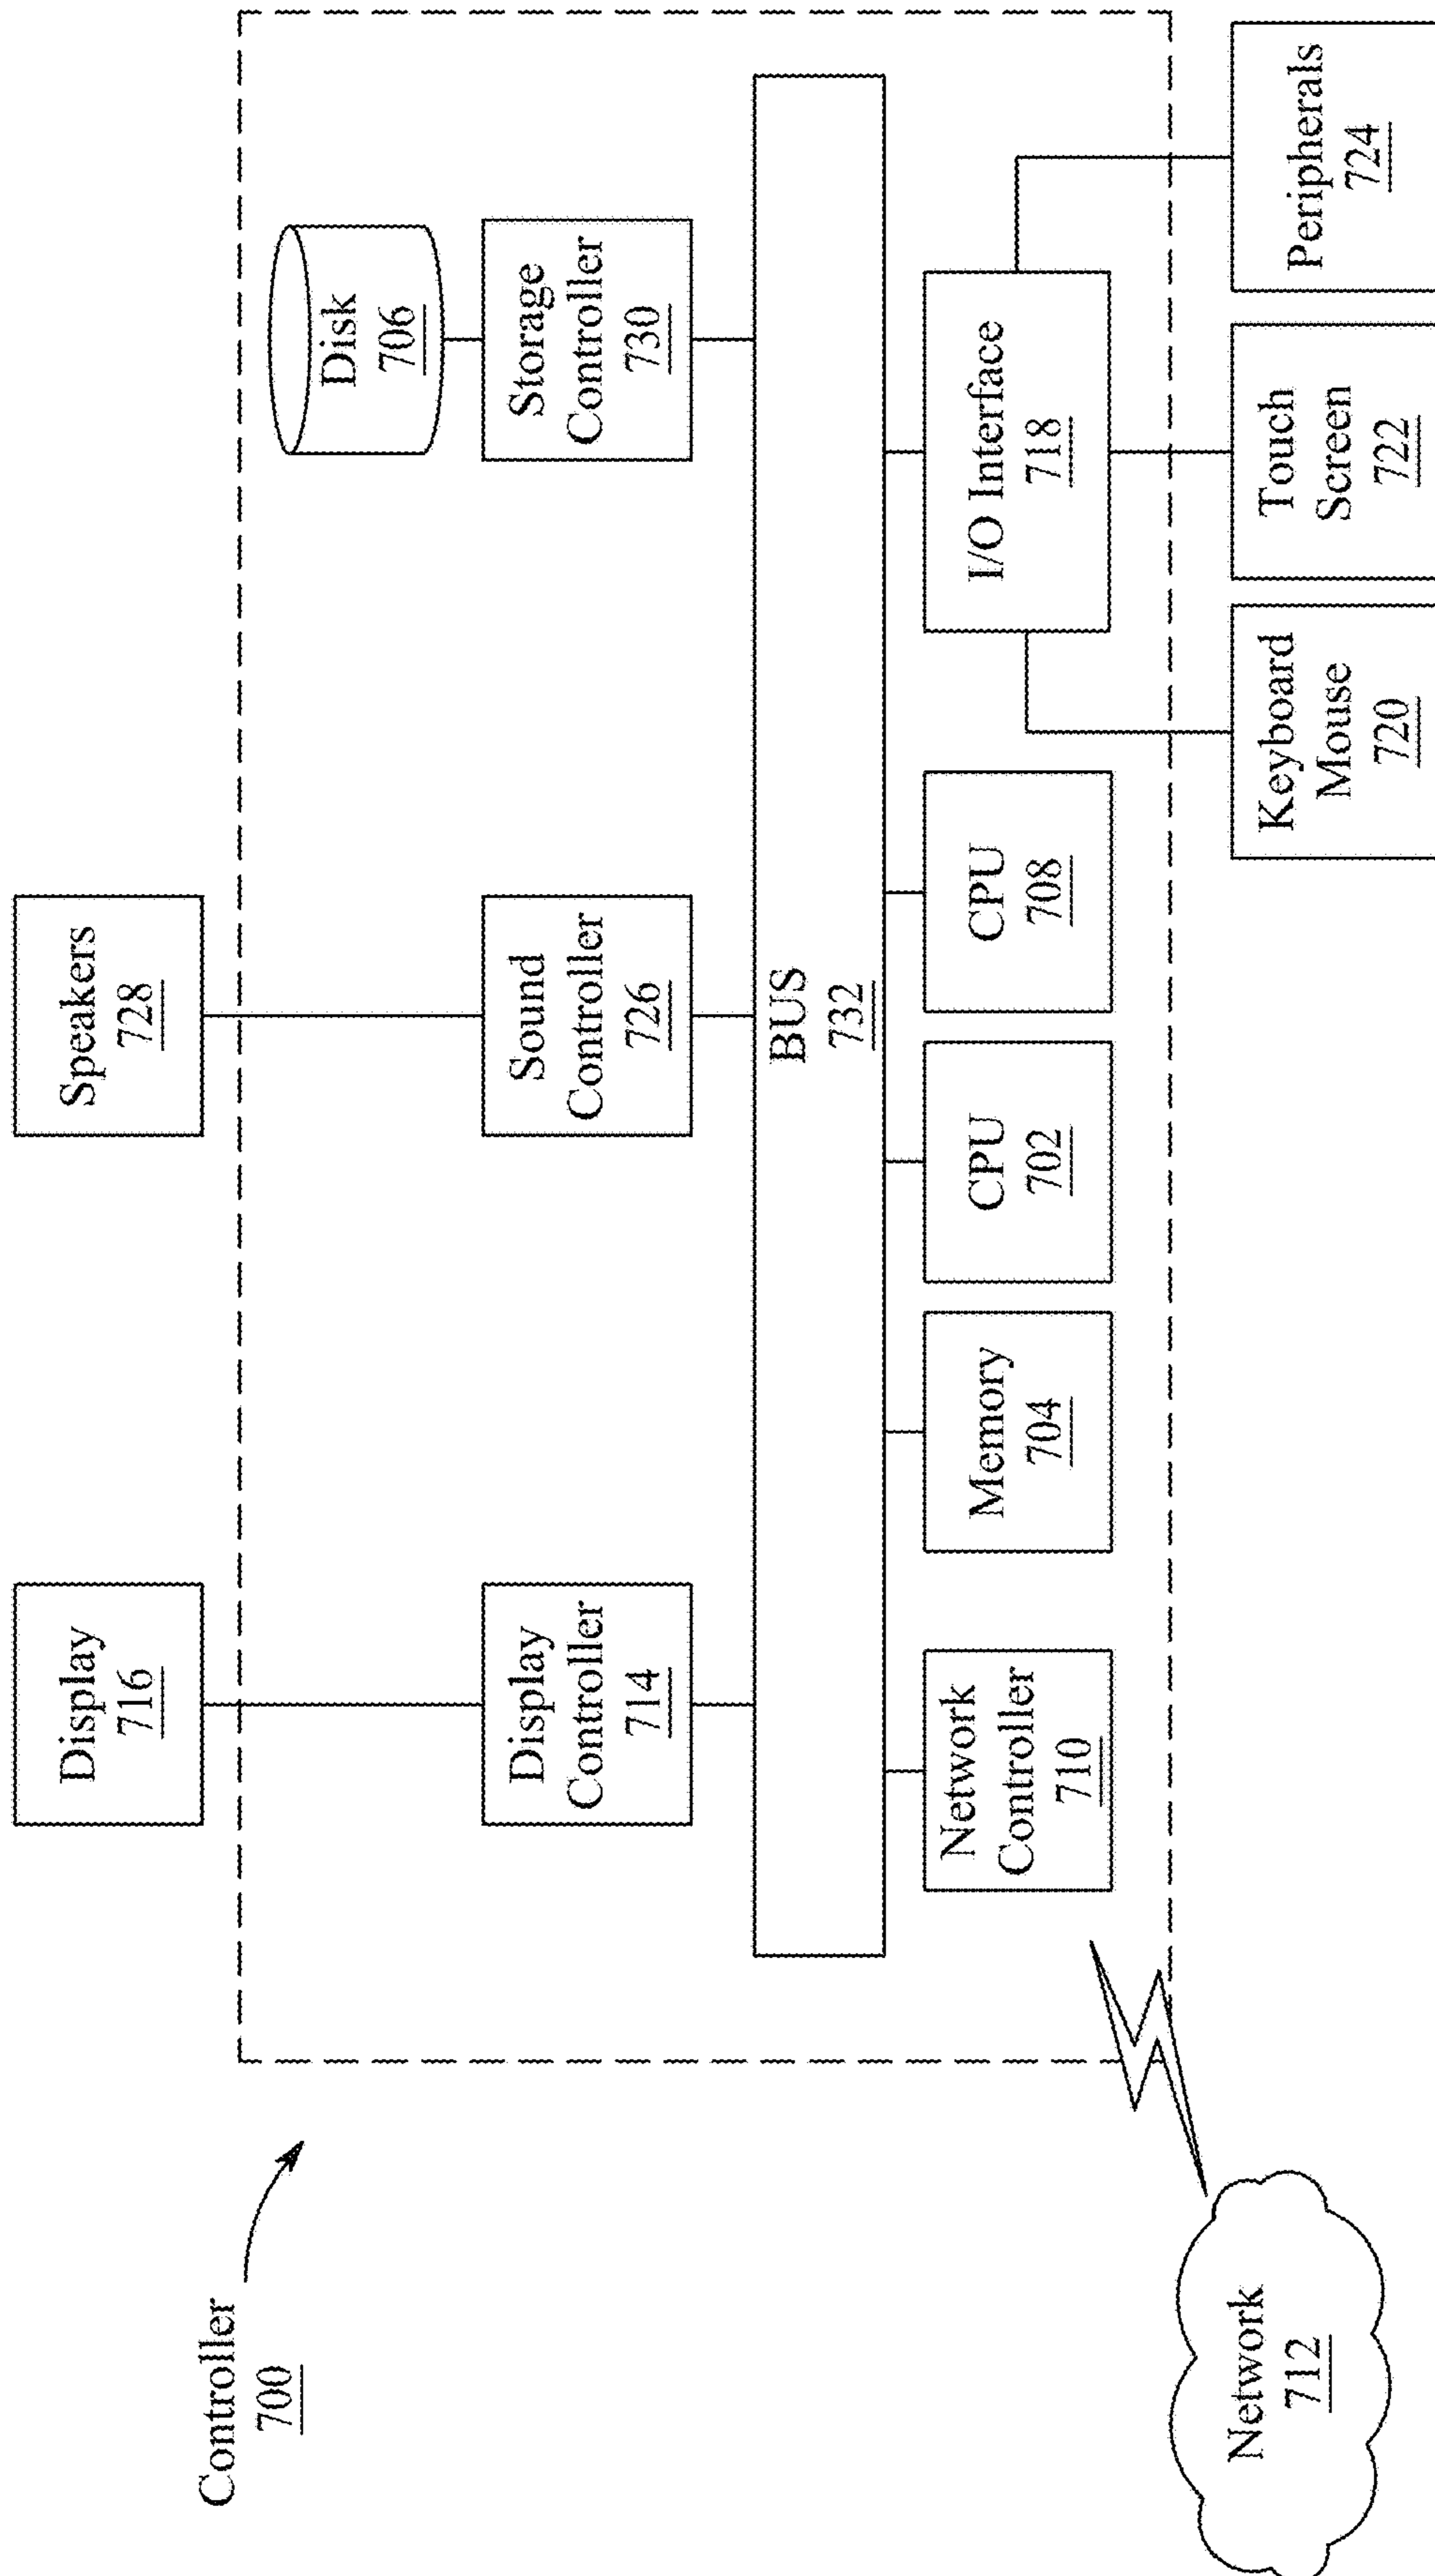 Controller
700
Display
716
Speakers
728
Disk
706
Display
Controller
714
Sound
Controller
726
Storage
Controller
730
BUS
732
Network
Controller
710
Memory
704
CPU
702
CPU
708
I/O Interface
718
Network
712
Keyboard
Mouse
720
Touch
Screen
722
Peripherals
724